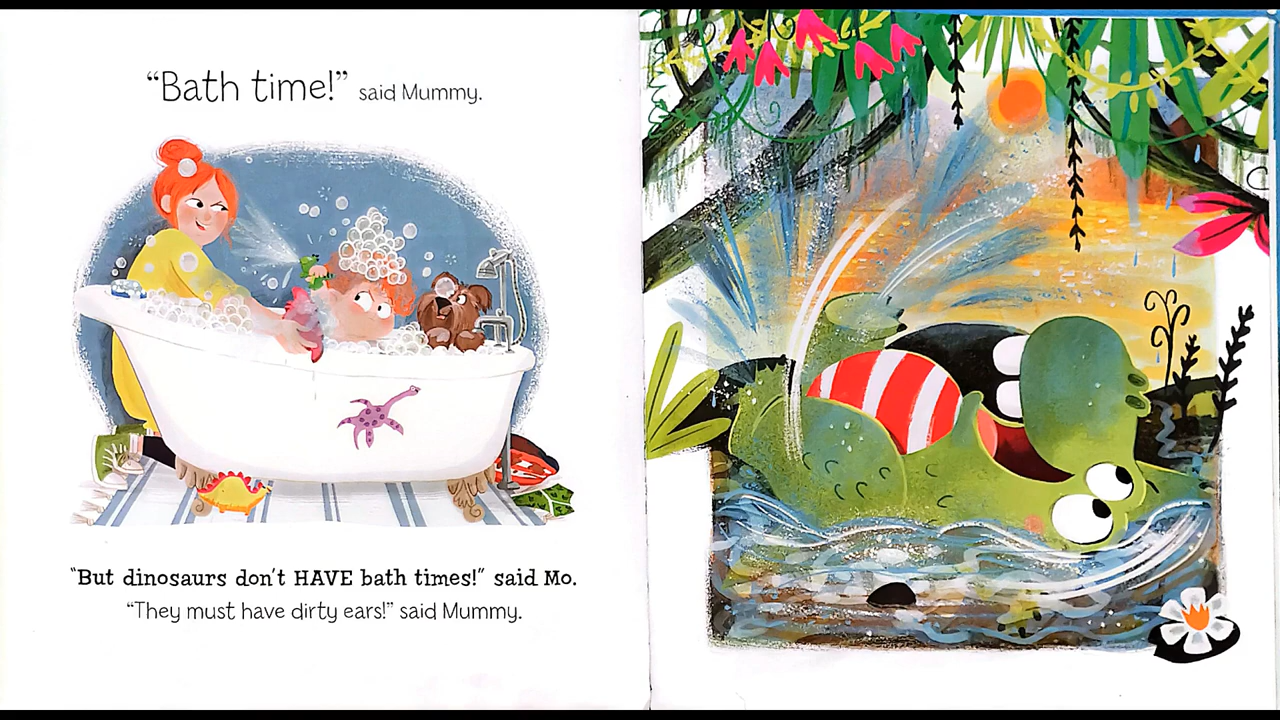 “Bath time!” said Mummy.
“But dinosaurs don’t HAVE bath times!” said Mo.
“They must have dirty ears!” said Mummy.